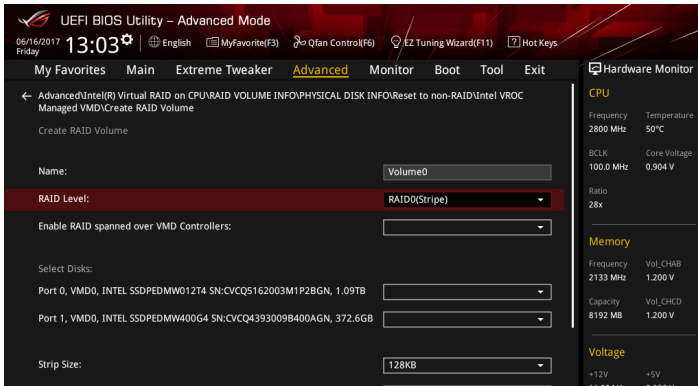 UEFI BIOS Utility – Advanced Mode
06/16/2017 Friday 13:03 English MyFavorite(F3) Qfan Control(F6) EZ Tuning Wizard(F11) ? Hot Keys
My Favorites Main Extreme Tweaker Advanced Monitor Boot Tool Exit
← Advanced\Intel(R) Virtual RAID on CPU\RAID VOLUME INFO\PHYSICAL DISK INFO\Reset to non-RAID\Intel VROC
Managed VMD\Create RAID Volume
Create RAID Volume
Name: Volume0
RAID Level: RAID0(Stripe)
Enable RAID spanned over VMD Controllers:
Select Disks:
Port 0, VMD0, INTEL SSDPEDMW012T4 SN:CVCQ5162003M1P2BGN, 1.09TB
Port 1, VMD0, INTEL SSDPEDMW400G4 SN:CVCQ4393009B400AGN, 372.6GB
Strip Size: 128KB
Hardware Monitor
CPU
Frequency Temperature
2800 MHz 50°C
BCLK Core Voltage
100.0 MHz 0.904 V
Ratio
28x
Memory
Frequency Vol_CHAB
2133 MHz 1.200 V
Capacity Vol_CHCD
8192 MB 1.200 V
Voltage
+12V +5V